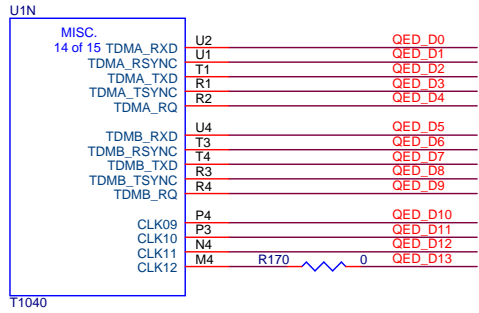 U1N
MISC.
14 of 15
TDMA_RXD U2 QED_D0
TDMA_RSYNC U1 QED_D1
TDMA_TXD T1 QED_D2
TDMA_TSYNC R1 QED_D3
TDMA_RQ R2 QED_D4
TDMB_RXD U4 QED_D5
TDMB_RSYNC T3 QED_D6
TDMB_TXD T4 QED_D7
TDMB_TSYNC R3 QED_D8
TDMB_RQ R4 QED_D9
CLK09 P4 QED_D10
CLK10 P3 QED_D11
CLK11 N4 QED_D12
CLK12 M4 R170 0 QED_D13
T1040